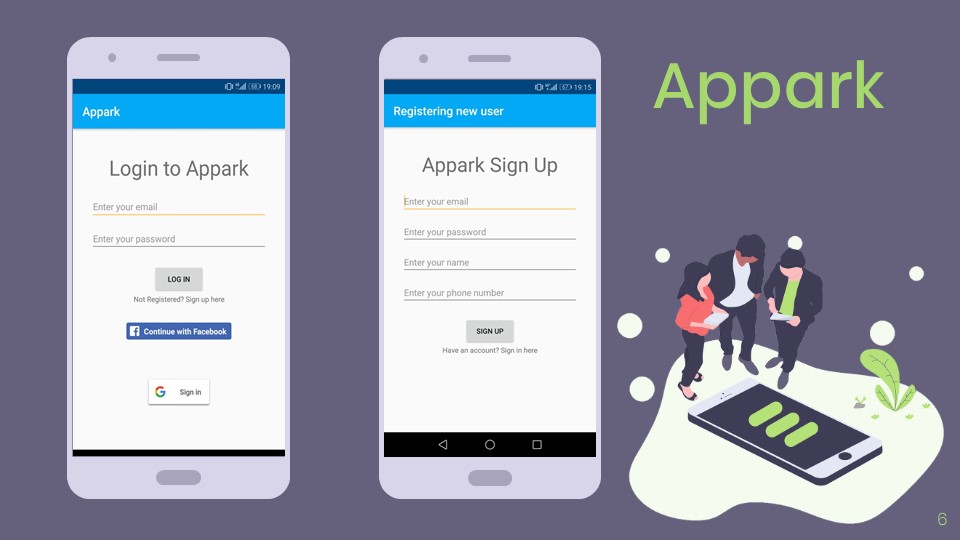 68 19:09
Appark
Login to Appark
Enter your email
Enter your password
LOG IN
Not Registered? Sign up here
Continue with Facebook
Sign in
67 19:15
Registering new user
Appark Sign Up
Enter your email
Enter your password
Enter your name
Enter your phone number
SIGN UP
Have an account? Sign in here
Appark
6